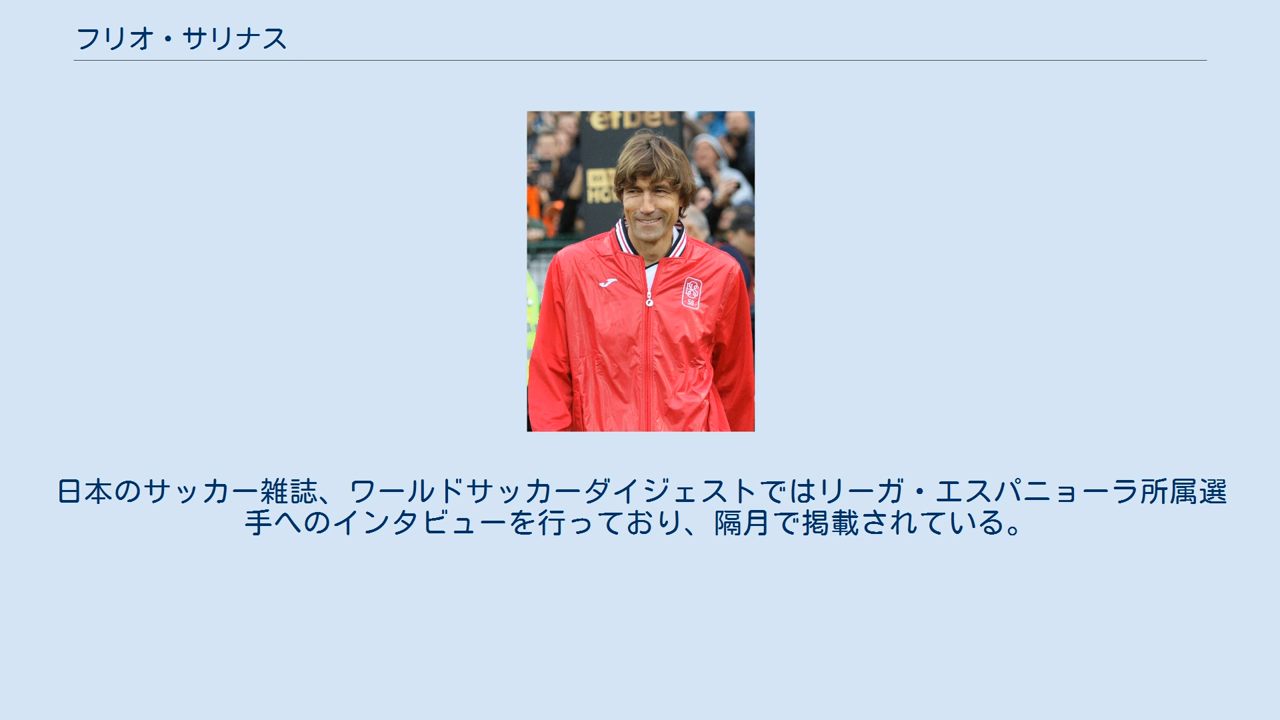 フリオ・サリナス
efbet
日本のサッカー雑誌、ワールドサッカーダイジェストではリーガ・エスパニョーラ所属選
手へのインタビューを行っており、隔月で掲載されている。